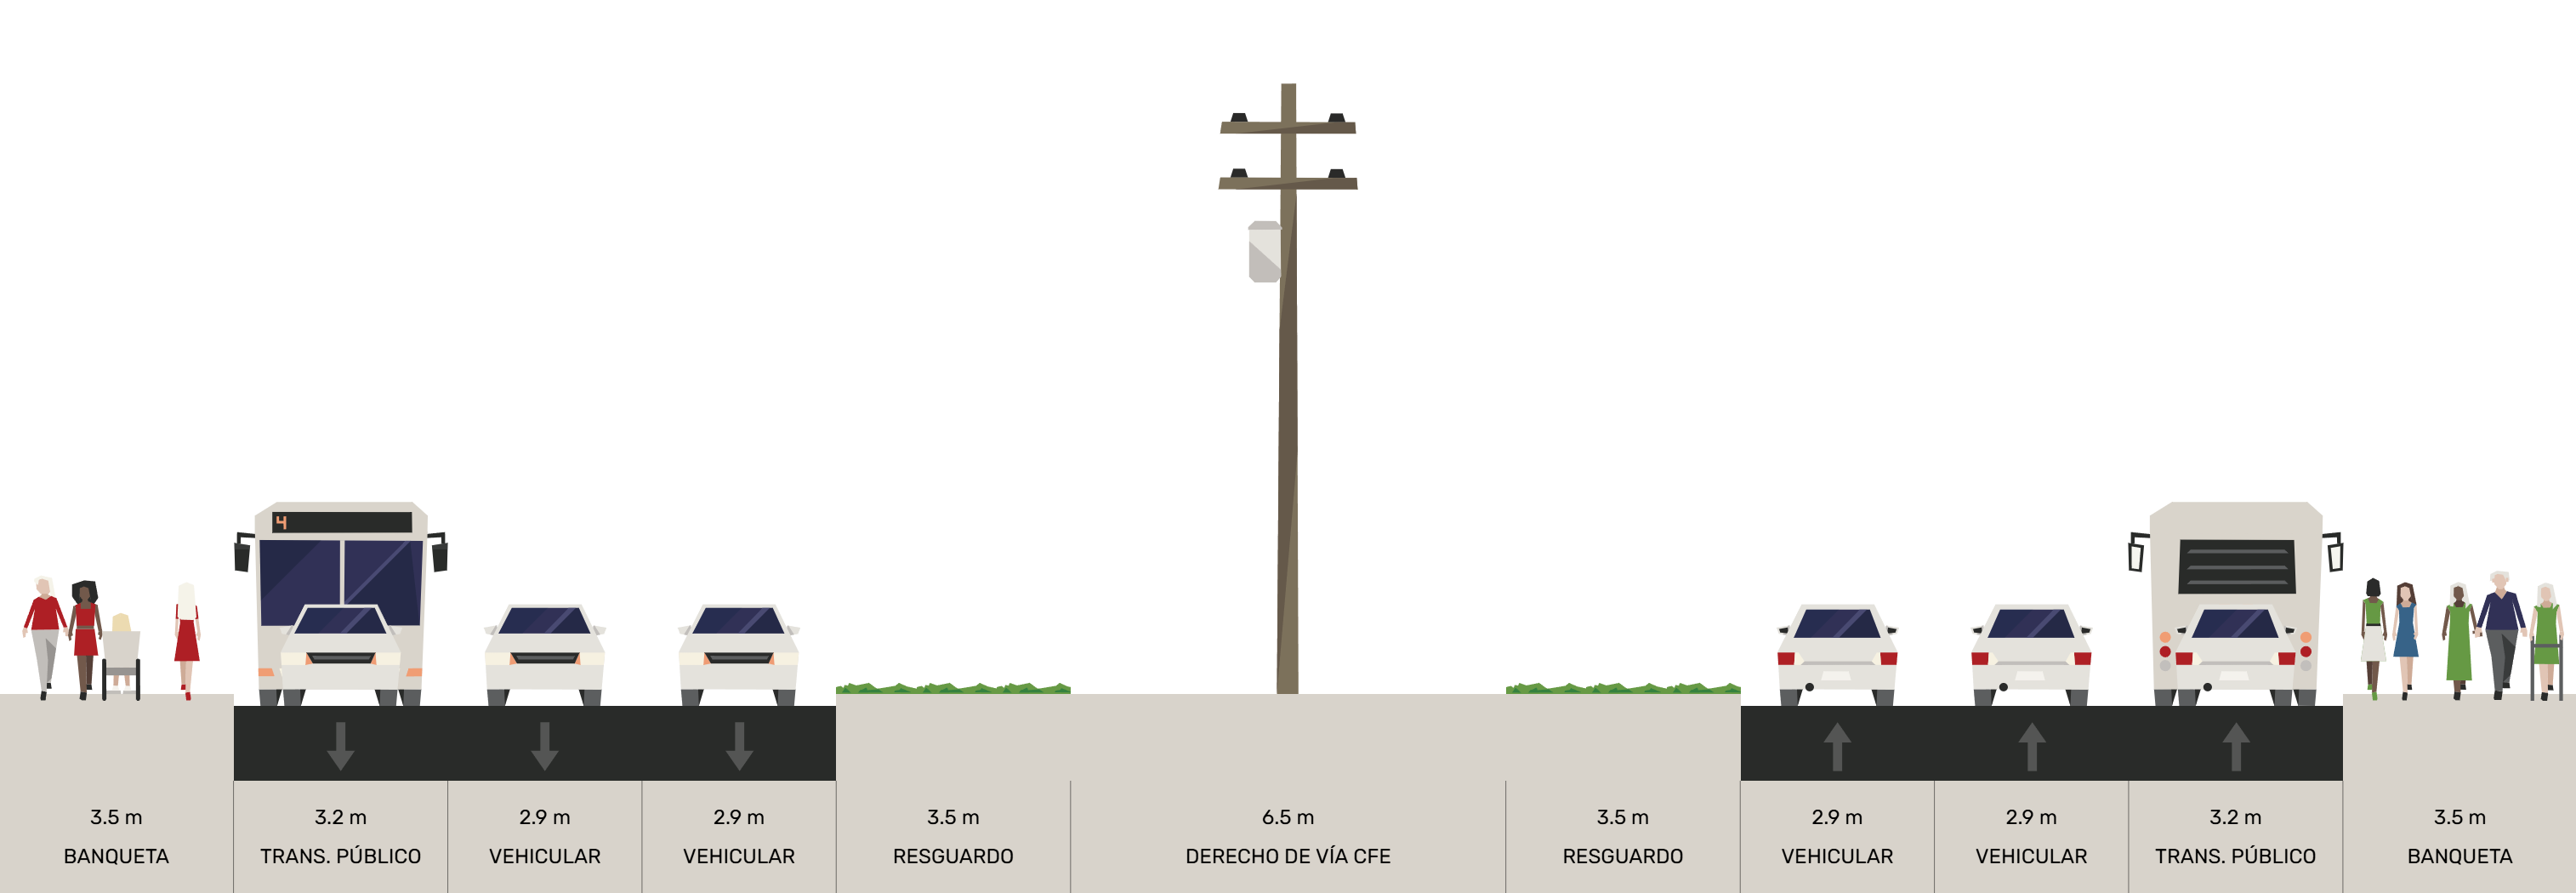 4
3.5 m
BANQUETA
3.2 m
TRANS. PÚBLICO
2.9 m
VEHICULAR
2.9 m
VEHICULAR
3.5 m
RESGUARDO
6.5 m
DERECHO DE VÍA CFE
3.5 m
RESGUARDO
2.9 m
VEHICULAR
2.9 m
VEHICULAR
3.2 m
TRANS. PÚBLICO
3.5 m
BANQUETA